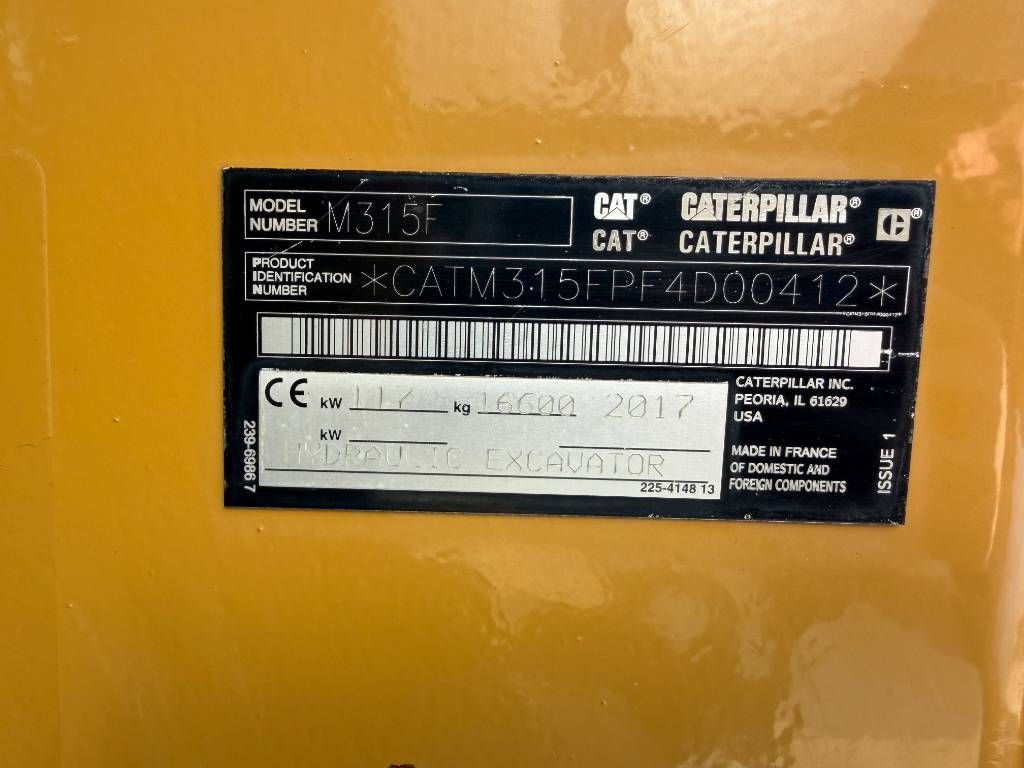 MODEL NUMBER M315F
CAT® CATERPILLAR® C®
CAT® CATERPILLAR®
PRODUCT IDENTIFICATION NUMBER *CATM315FPF4D00412*
CE kW 117 kg 16600 2017
kW
HYDRAULIC EXCAVATOR
225-4148 13
239-6986 7
CATERPILLAR INC.
PEORIA, IL 61629
USA
MADE IN FRANCE
OF DOMESTIC AND
FOREIGN COMPONENTS
ISSUE 1